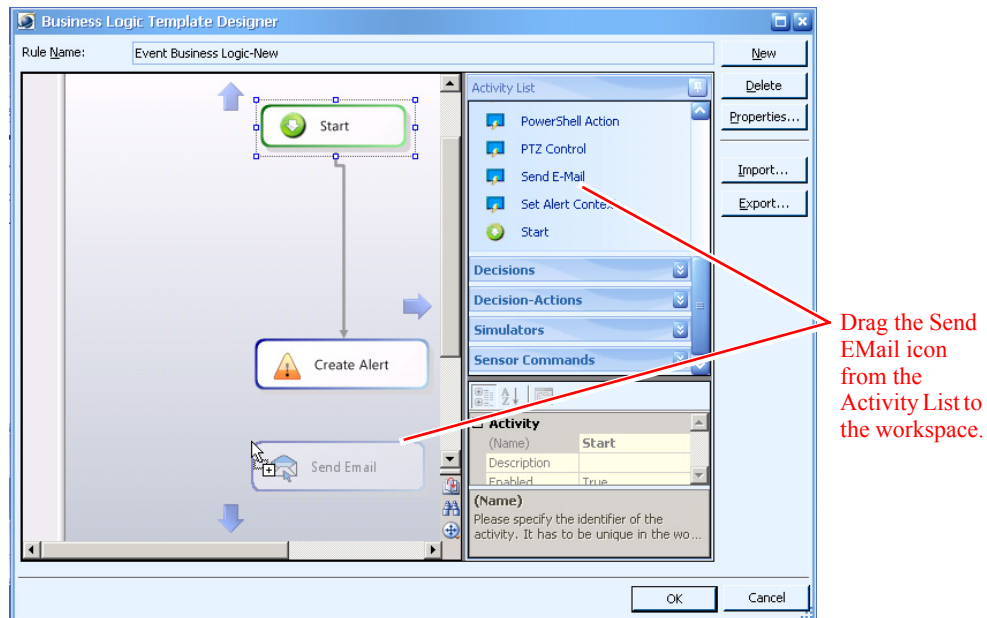 Business Logic Template Designer
Rule Name:
Event Business Logic-New
New
Delete
Properties...
Import...
Export...
Start
Create Alert
Send Email
Activity List
PowerShell Action
PTZ Control
Send E-Mail
Set Alert Contex
Start
Decisions
Decision-Actions
Simulators
Sensor Commands
Activity
(Name)
Start
Description
Enabled
True
(Name)
Please specify the identifier of the
activity. It has to be unique in the wo...
OK
Cancel
Drag the Send
EMail icon
from the
Activity List to
the workspace.